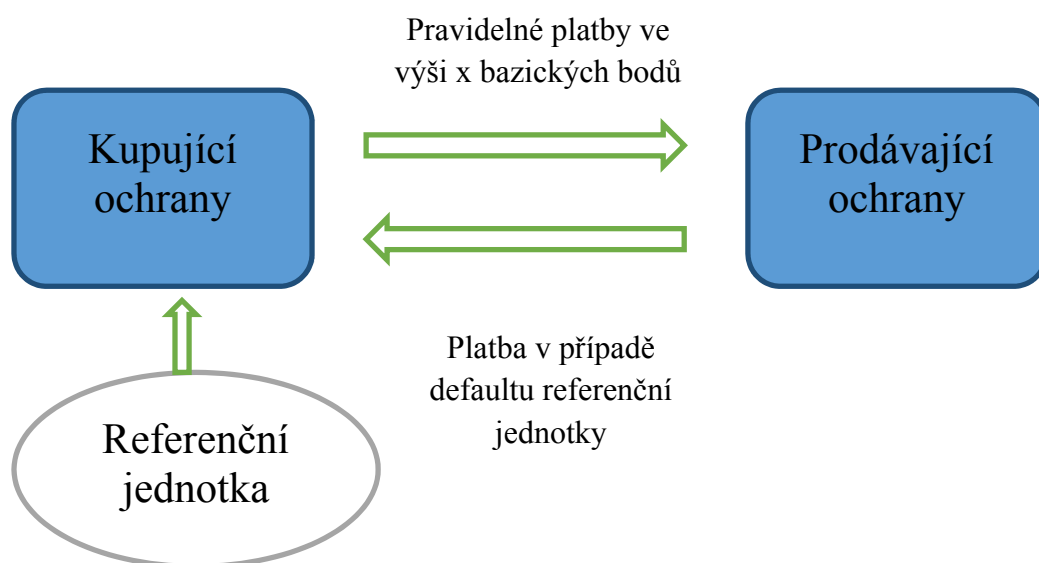 Pravidelné platby ve
výši x bazických bodů
Kupující
ochrany
Prodávající
ochrany
Platba v případě
defaultu referenční
jednotky
Referenční
jednotka